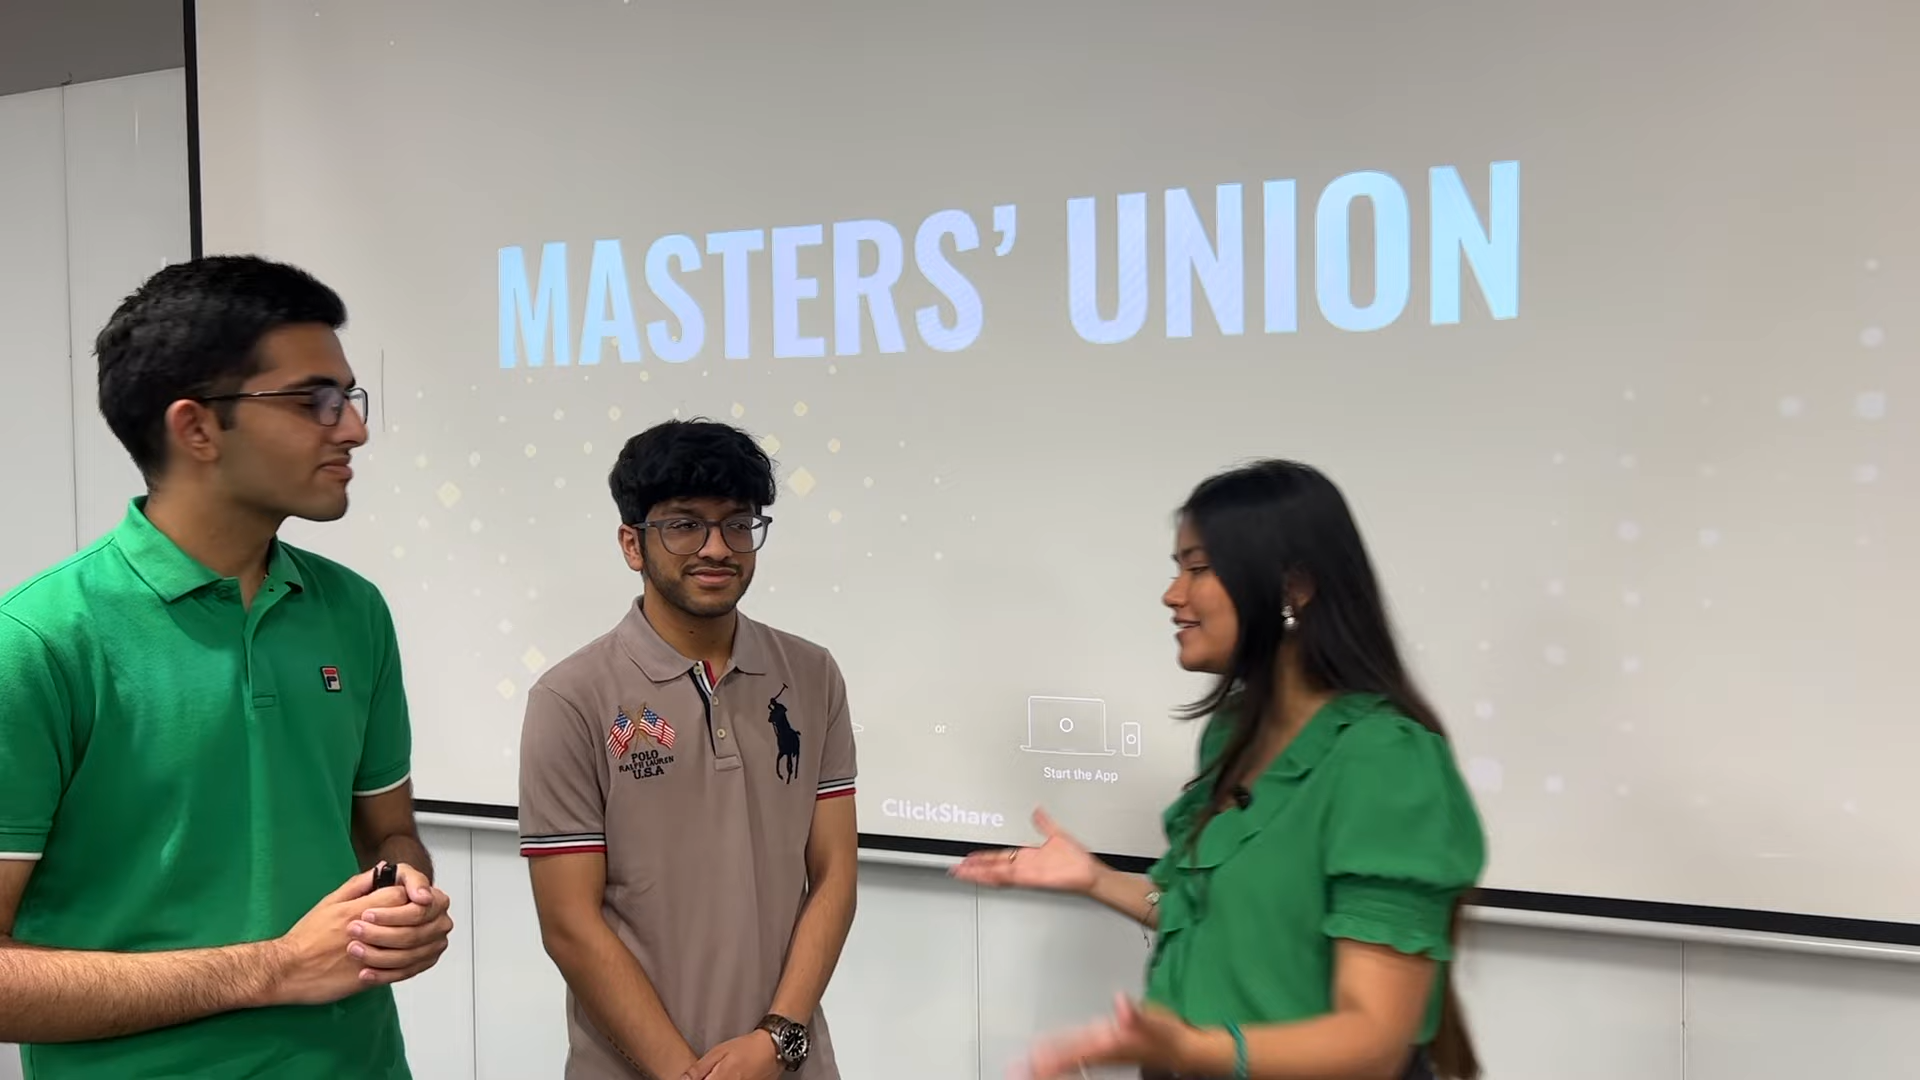 MASTERS’ UNION
POLO
RALPH LAUREN
U.S.A
or
Start the App
ClickShare